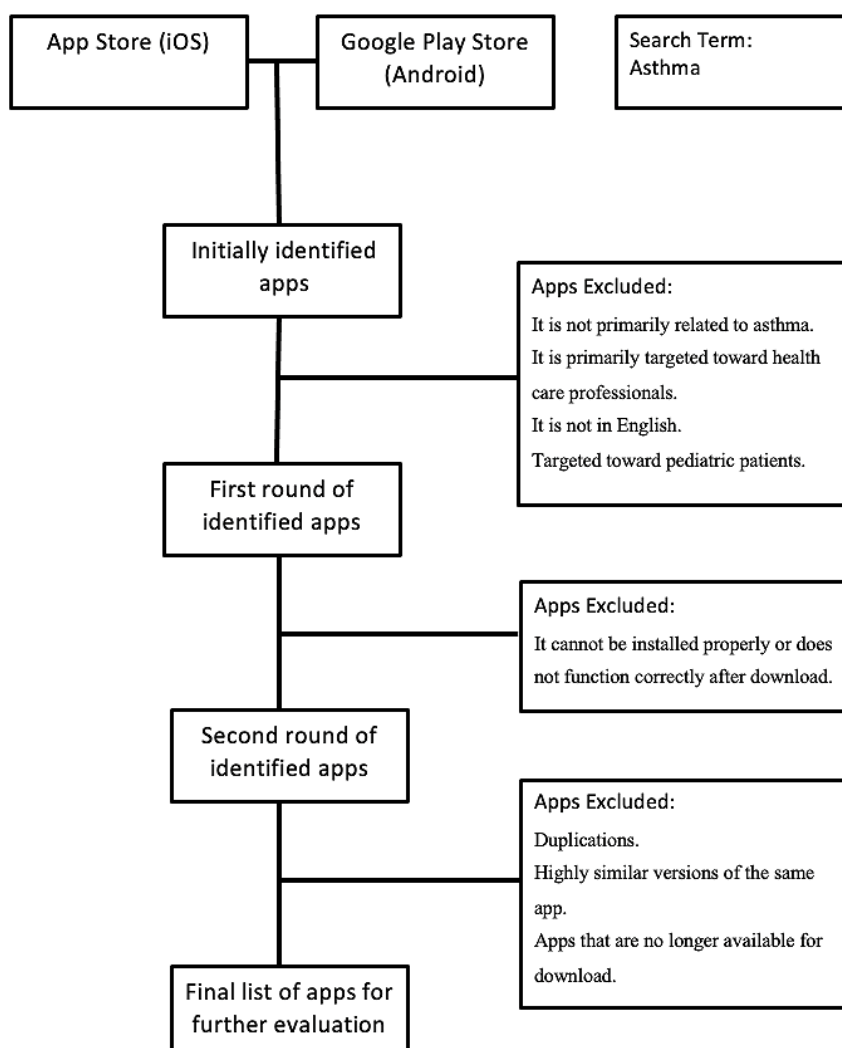 App Store (iOS)
Google Play Store
(Android)
Search Term:
Asthma
Initially identified
apps
Apps Excluded:
It is not primarily related to asthma.
It is primarily targeted toward health
care professionals.
It is not in English.
Targeted toward pediatric patients.
First round of
identified apps
Apps Excluded:
It cannot be installed properly or does
not function correctly after download.
Second round of
identified apps
Apps Excluded:
Duplications.
Highly similar versions of the same
app.
Apps that are no longer available for
download.
Final list of apps for
further evaluation